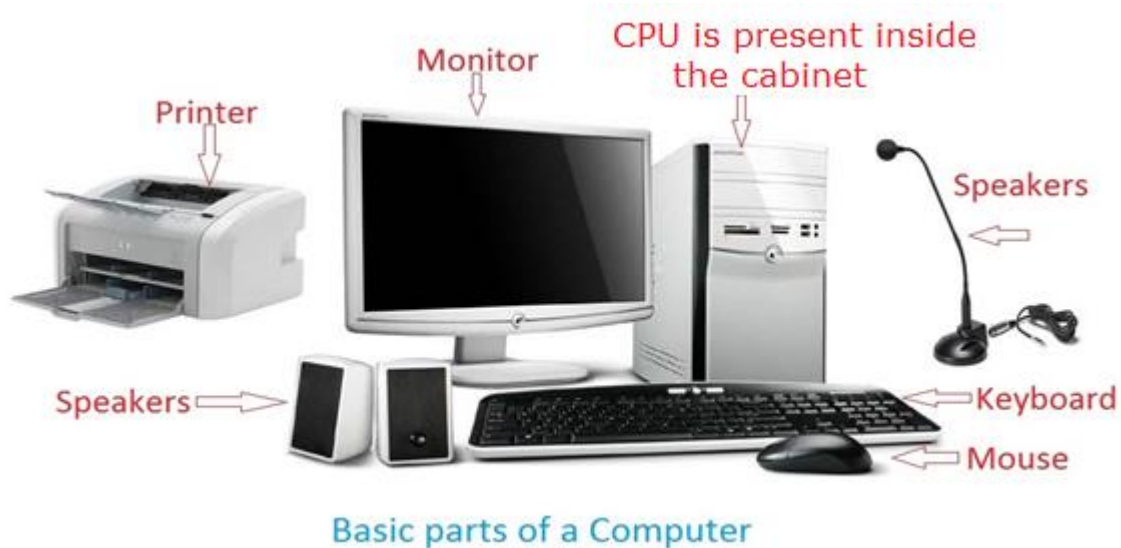 CPU is present inside
the cabinet
Monitor
Printer
Speakers
Speakers
Keyboard
Mouse
Basic parts of a Computer